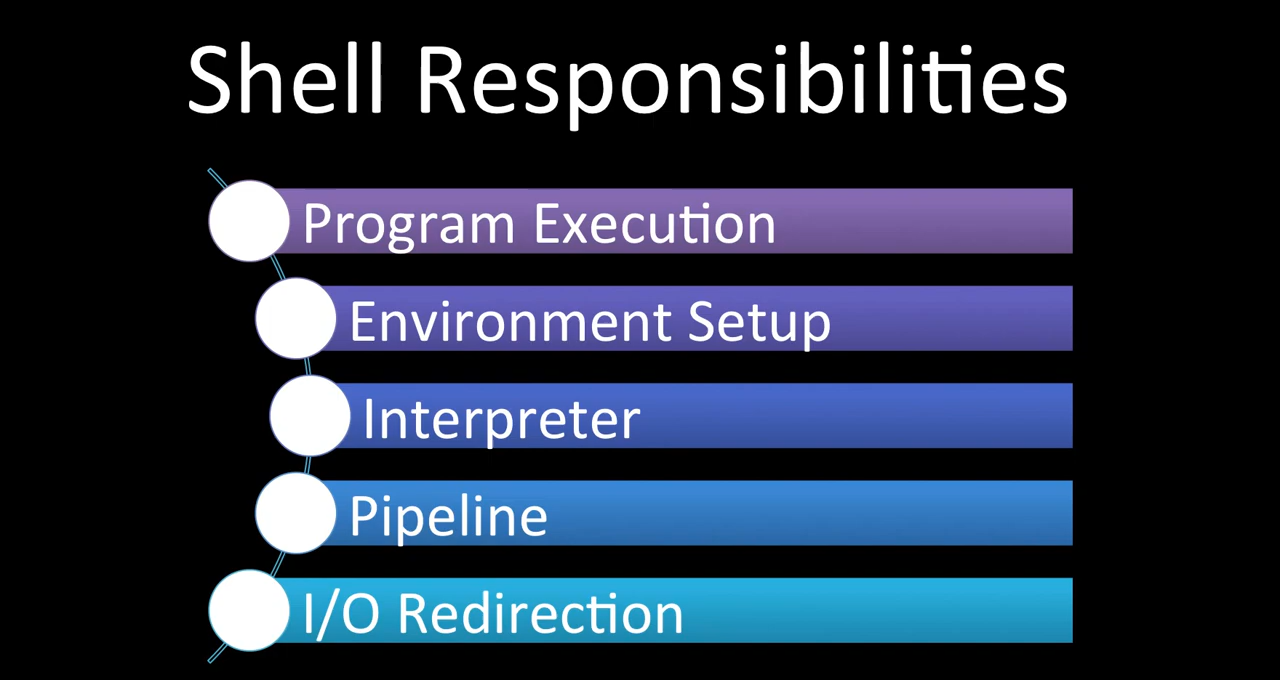 Shell Responsibilities
Program Execution
Environment Setup
Interpreter
Pipeline
I/O Redirection